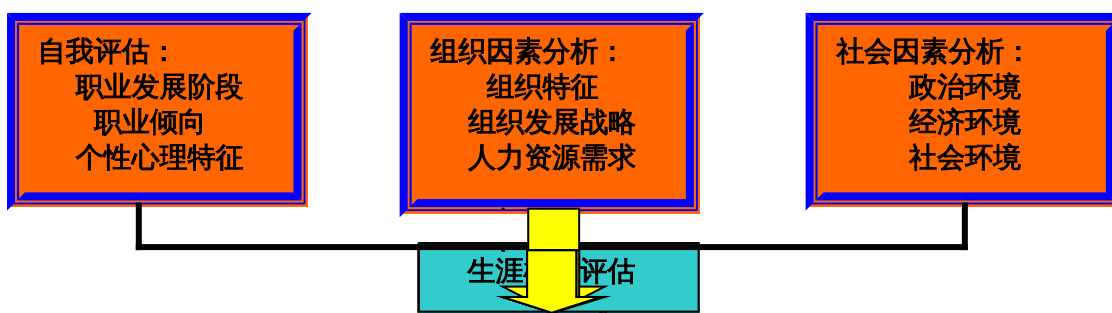 自我评估：
职业发展阶段
职业倾向
个性心理特征
组织因素分析：
组织特征
组织发展战略
人力资源需求
社会因素分析：
政治环境
经济环境
社会环境
生涯 评估